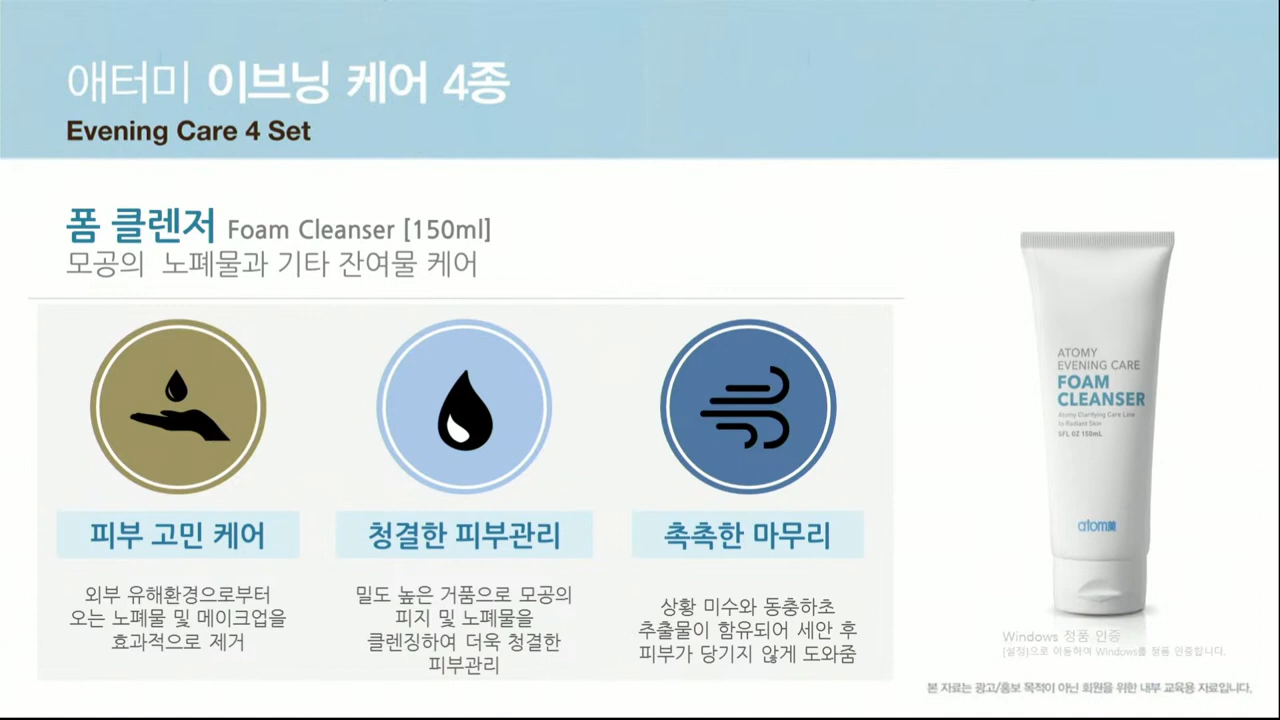 애터미 이브닝 케어 4종
Evening Care 4 Set
폼 클렌저 Foam Cleanser [150ml]
모공의 노폐물과 기타 잔여물 케어
피부 고민 케어
외부 유해환경으로부터
오는 노폐물 및 메이크업을
효과적으로 제거
청결한 피부관리
밀도 높은 거품으로 모공의
피지 및 노폐물을
클렌징하여 더욱 청결한
피부관리
촉촉한 마무리
상황 미수와 동충하초
추출물이 함유되어 세안 후
피부가 당기지 않게 도와줌
ATOMY
EVENING CARE
FOAM
CLEANSER
Atomy Clarifying Care Line
to Radiant Skin
5FL OZ 150mL
atom美
Windows 정품 인증
[설정]으로 이동하여 Windows를 정품 인증합니다.
본 자료는 광고/홍보 목적이 아닌 회원을 위한 내부 교육용 자료입니다.